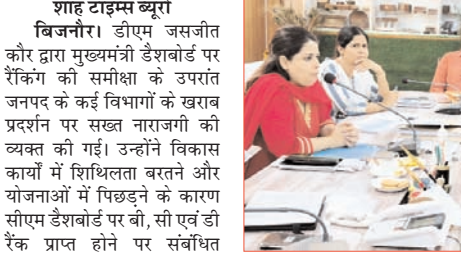 शाह टाइम्स ब्यूरो
बिजनौर। डीएम जसजीत
कौर द्वारा मुख्यमंत्री डैशबोर्ड पर
रैंकिंग की समीक्षा के उपरांत
जनपद के कई विभागों के खराब
प्रदर्शन पर सख्त नाराजगी की
व्यक्त की गई। उन्होंने विकास
कार्यों में शिथिलता बरतने और
योजनाओं में पिछड़ने के कारण
सीएम डैशबोर्ड पर बी, सी एवं डी
रैंक प्राप्त होने पर संबंधित